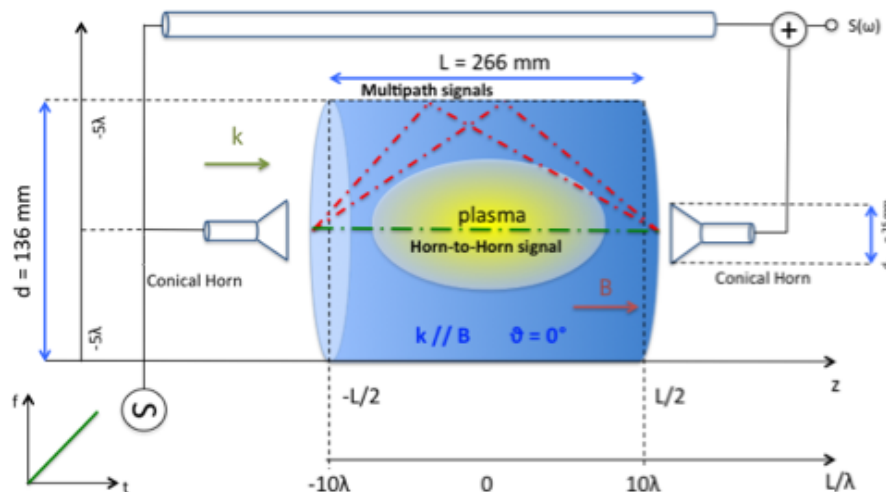 S(ω)
+
L = 266 mm
Multipath signals
-5λ
k
d = 136 mm
plasma
Horn-to-Horn signal
Conical Horn
Conical Horn
B
-5λ
k // B ϑ = 0°
z
-L/2
L/2
S
f
t
-10λ
0
10λ
L/λ